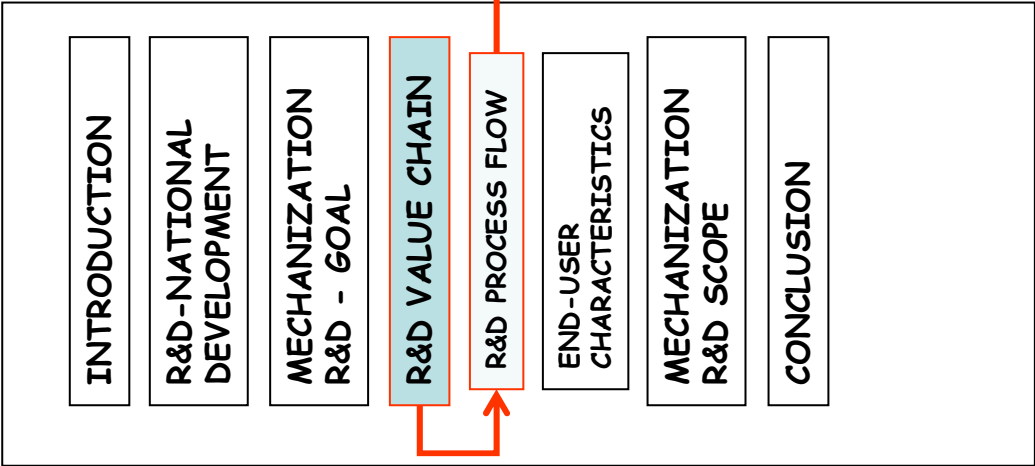 INTRODUCTION
R&D-NATIONAL
DEVELOPMENT
MECHANIZATION
R&D - GOAL
R&D VALUE CHAIN
R&D PROCESS FLOW
END-USER
CHARACTERISTICS
MECHANIZATION
R&D SCOPE
CONCLUSION